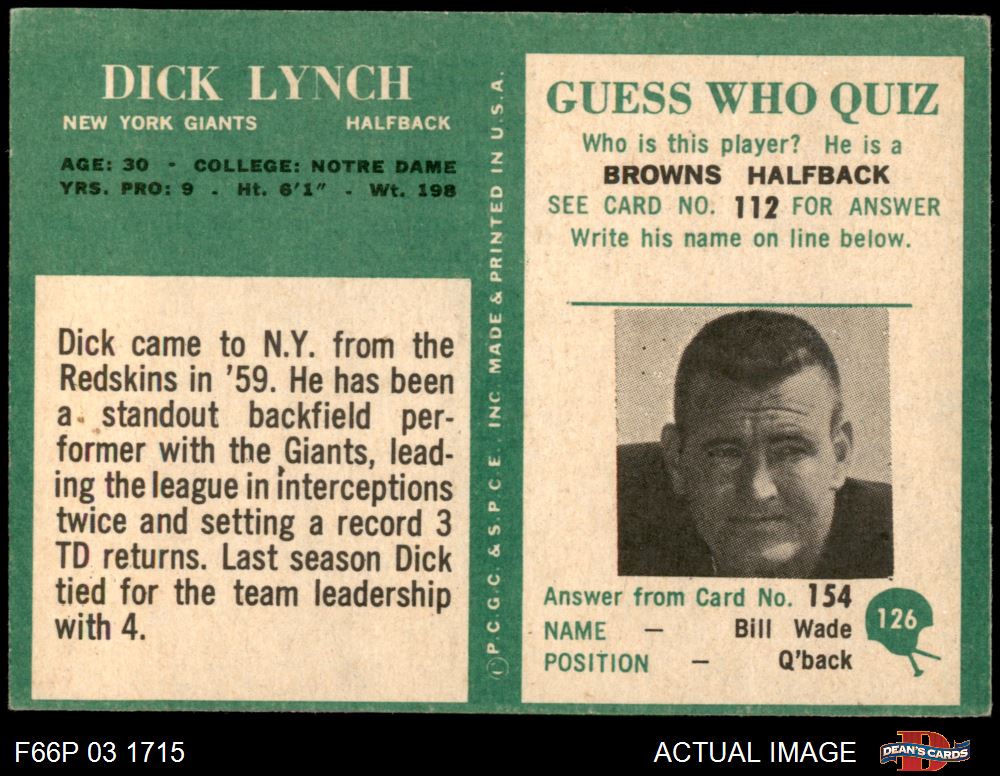 DICK LYNCH
NEW YORK GIANTS HALFBACK
AGE: 30 - COLLEGE: NOTRE DAME
YRS. PRO: 9 - Ht. 6'1" - Wt. 198
Dick came to N.Y. from the
Redskins in '59. He has been
a standout backfield per-
former with the Giants, lead-
ing the league in interceptions
twice and setting a record 3
TD returns. Last season Dick
tied for the team leadership
with 4.
© P.C.G.C. & S.P.C.E., INC. MADE & PRINTED IN U.S.A.
GUESS WHO QUIZ
Who is this player? He is a
BROWNS HALFBACK
SEE CARD NO. 112 FOR ANSWER
Write his name on line below.
Answer from Card No. 154
NAME — Bill Wade
POSITION — Q'back
126
F66P 03 1715
ACTUAL IMAGE
D
DEAN'S CARDS